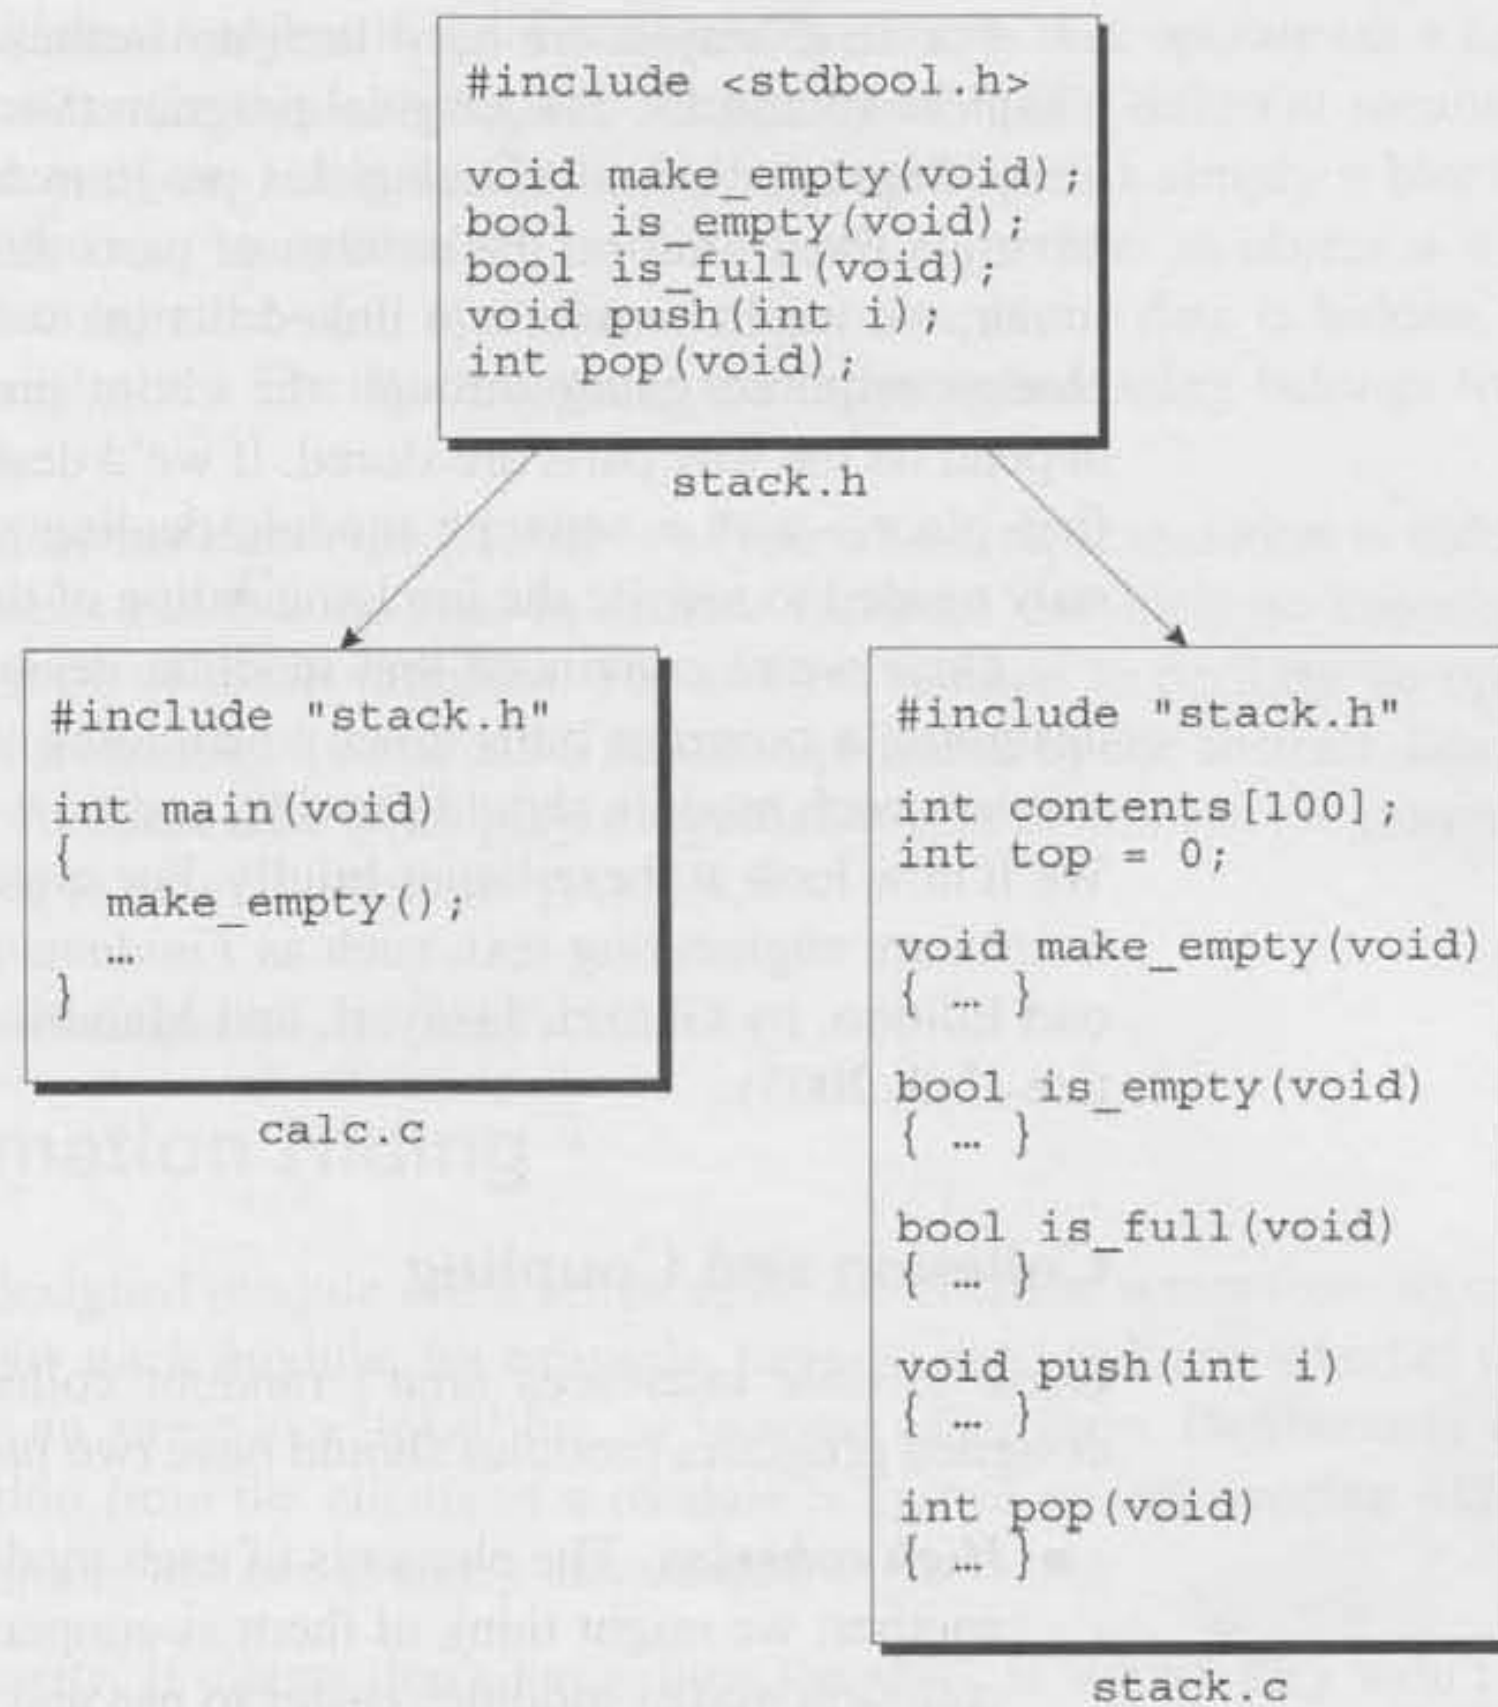 #include <stdbool.h>
void make_empty(void);
bool is_empty(void);
bool is_full(void);
void push(int i);
int pop(void);
stack.h
#include "stack.h"
int main(void)
{
  make_empty();
  …
}
calc.c
#include "stack.h"
int contents[100];
int top = 0;
void make_empty(void)
{ … }
bool is_empty(void)
{ … }
bool is_full(void)
{ … }
void push(int i)
{ … }
int pop(void)
{ … }
stack.c